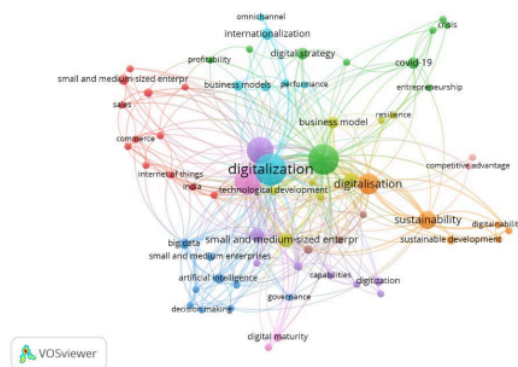 omnichannel
crisis
internationalization
profitability
digital strategy
covid-19
small and medium-sized enterpr
business models
performance
entrepreneurship
sales
resilience
business model
commerce
competitive advantage
digitalization
internet of things
india
technological development
digitalisation
sustainability
digitainabili
small and medium-sized enterpr
big data
sustainable development
small and medium enterprises
artificial intelligence
capabilities
digitization
decision making
governance
digital maturity
VOSviewer